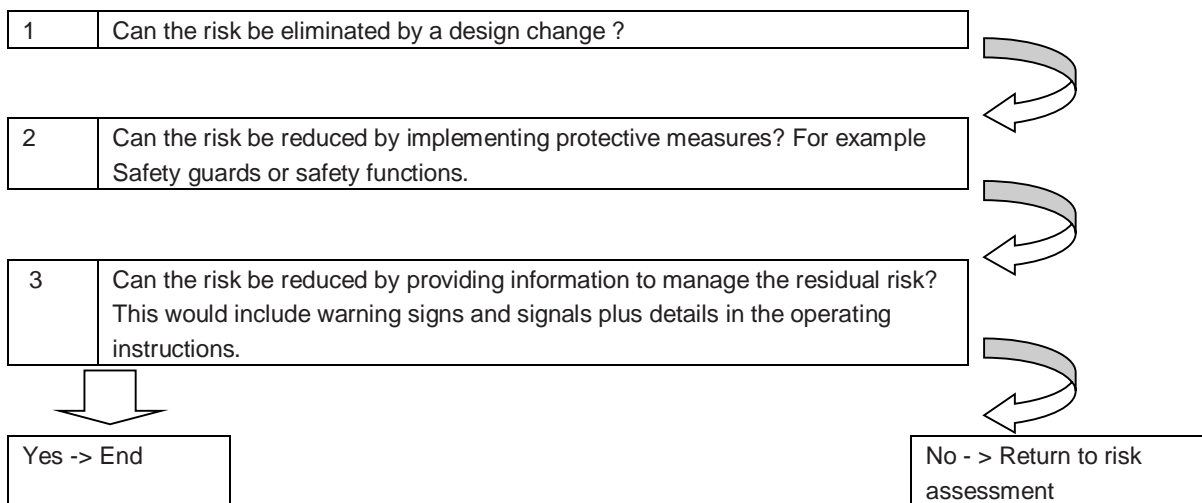 1 Can the risk be eliminated by a design change ?
2 Can the risk be reduced by implementing protective measures? For example
Safety guards or safety functions.
3 Can the risk be reduced by providing information to manage the residual risk?
This would include warning signs and signals plus details in the operating
instructions.
Yes -> End
No - > Return to risk
assessment